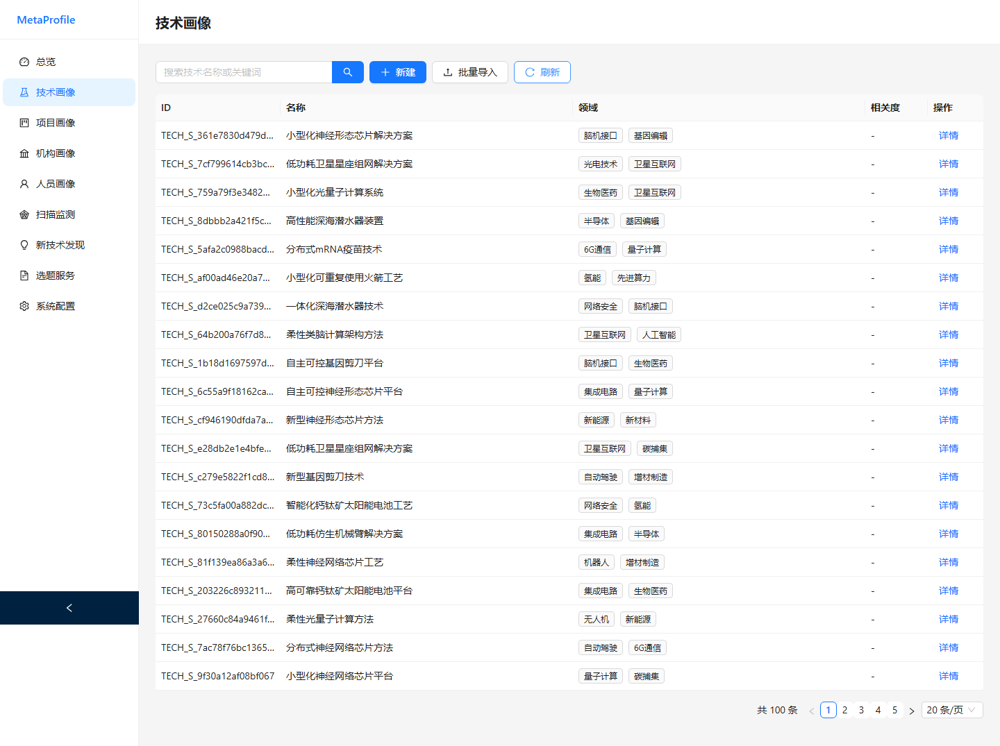 MetaProfile
技术画像
总览
技术画像
项目画像
机构画像
人员画像
扫描监测
新技术发现
选题服务
系统配置
搜索技术名称或关键词
新建
批量导入
刷新
ID 名称 领域 相关度 操作
TECH_S_361e7830d479d... 小型化神经形态芯片解决方案 脑机接口 基因编辑 - 详情
TECH_S_7cf799614cb3bc... 低功耗卫星星座组网解决方案 光电技术 卫星互联网 - 详情
TECH_S_759a79f3e3482... 小型化光量子计算系统 生物医药 卫星互联网 - 详情
TECH_S_8dbbb2a421f5c... 高性能深海潜水器装置 半导体 基因编辑 - 详情
TECH_S_5afa2c0988bacd... 分布式mRNA疫苗技术 6G通信 量子计算 - 详情
TECH_S_af00ad46e20a7... 小型化可重复使用火箭工艺 氢能 先进算力 - 详情
TECH_S_d2ce025c9a739... 一体化深海潜水器技术 网络安全 脑机接口 - 详情
TECH_S_64b200a76f7d8... 柔性类脑计算架构方法 卫星互联网 人工智能 - 详情
TECH_S_1b18d1697597d... 自主可控基因剪刀平台 脑机接口 生物医药 - 详情
TECH_S_6c55a9f18162ca... 自主可控神经形态芯片平台 集成电路 量子计算 - 详情
TECH_S_cf946190dfda7a... 新型神经形态芯片方法 新能源 新材料 - 详情
TECH_S_e28db2e1e4bfe... 低功耗卫星星座组网解决方案 卫星互联网 碳捕集 - 详情
TECH_S_c279e5822f1cd8... 新型基因剪刀技术 自动驾驶 增材制造 - 详情
TECH_S_73c5fa00a882dc... 智能化钙钛矿太阳能电池工艺 网络安全 氢能 - 详情
TECH_S_80150288a0f90... 低功耗仿生机械臂解决方案 集成电路 半导体 - 详情
TECH_S_81f139ea86a3a6... 柔性神经网络芯片工艺 机器人 增材制造 - 详情
TECH_S_203226c893211... 高可靠钙钛矿太阳能电池平台 集成电路 生物医药 - 详情
TECH_S_27660c84a9461f... 柔性光量子计算方法 无人机 新能源 - 详情
TECH_S_7ac78f76bc1365... 分布式神经网络芯片方法 自动驾驶 6G通信 - 详情
TECH_S_9f30a12af08bf067 小型化神经网络芯片平台 量子计算 碳捕集 - 详情
共 100 条 1 2 3 4 5 20 条/页